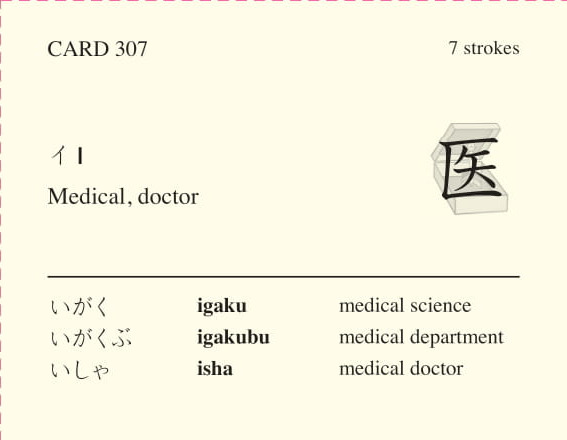 CARD 307 7 strokes
イ I
医
Medical, doctor
いがく igaku medical science
いがくぶ igakubu medical department
いしゃ isha medical doctor